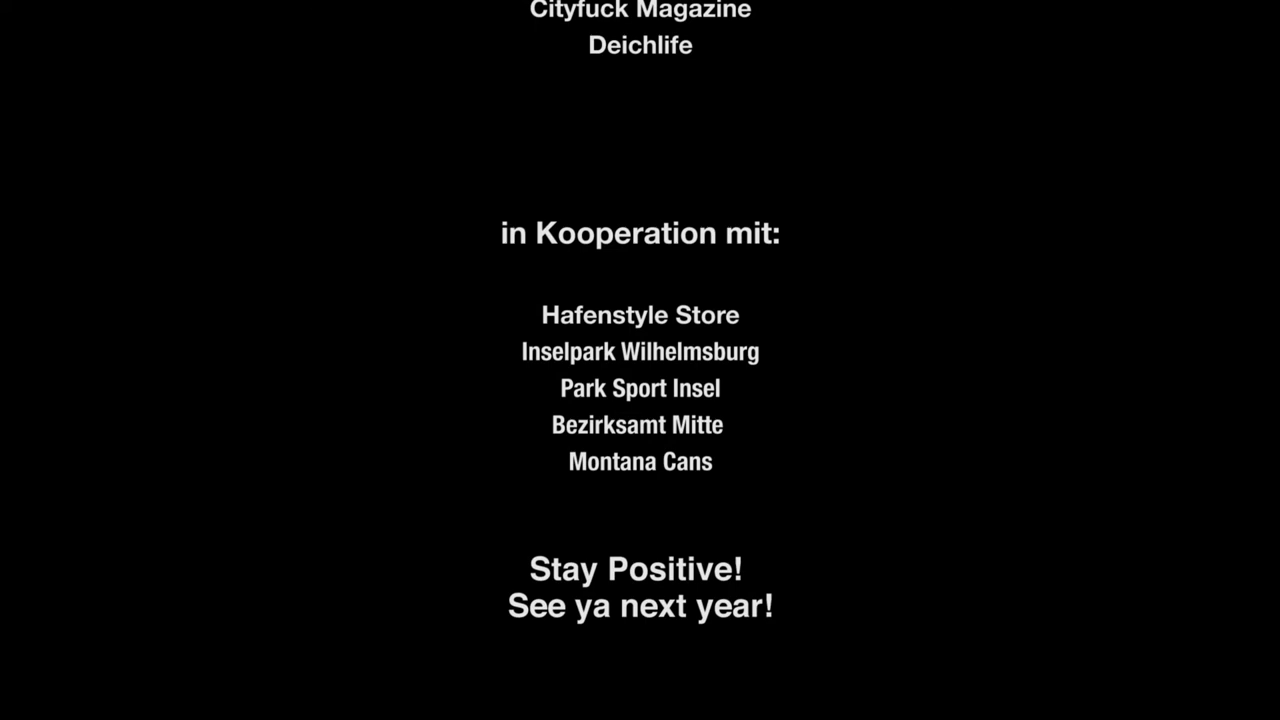 Cityfuck Magazine
Deichlife
in Kooperation mit:
Hafenstyle Store
Inselpark Wilhelmsburg
Park Sport Insel
Bezirksamt Mitte
Montana Cans
Stay Positive!
See ya next year!